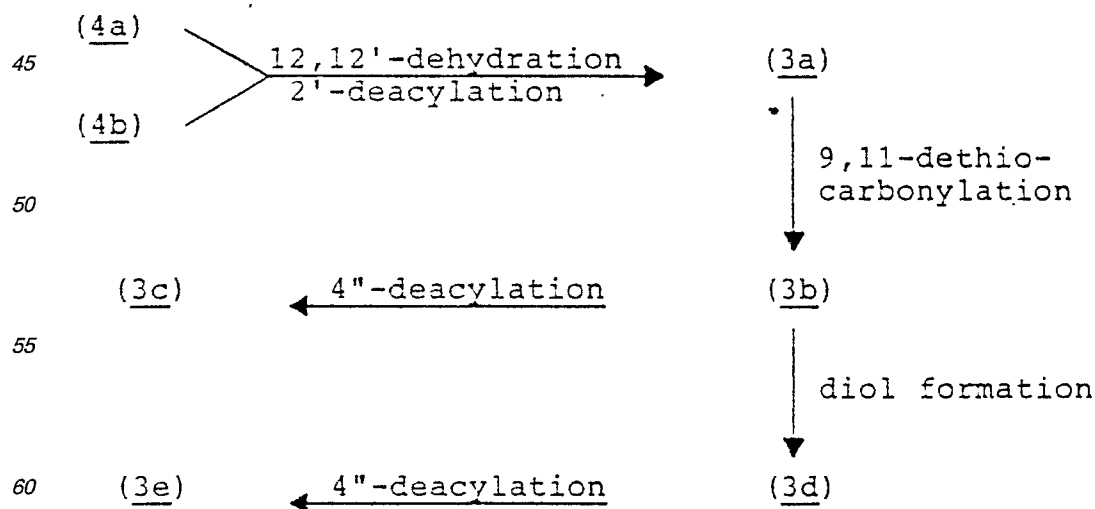 (4a)
45 12,12'-dehydration (3a)
2'-deacylation
(4b)
9,11-dethio-
50 carbonylation
(3c) 4"-deacylation (3b)
55
diol formation
60 (3e) 4"-deacylation (3d)